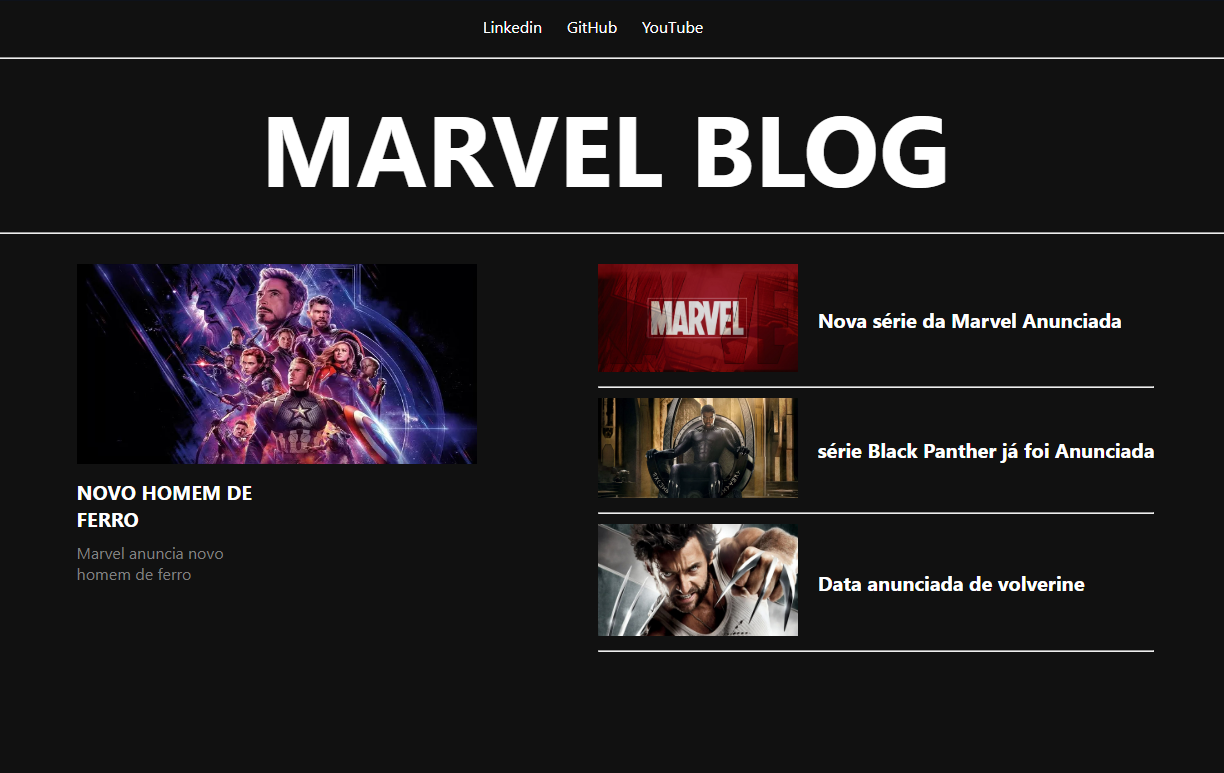 Linkedin GitHub YouTube
MARVEL BLOG
NOVO HOMEM DE
FERRO
Marvel anuncia novo
homem de ferro
MARVEL
Nova série da Marvel Anunciada
série Black Panther já foi Anunciada
Data anunciada de volverine